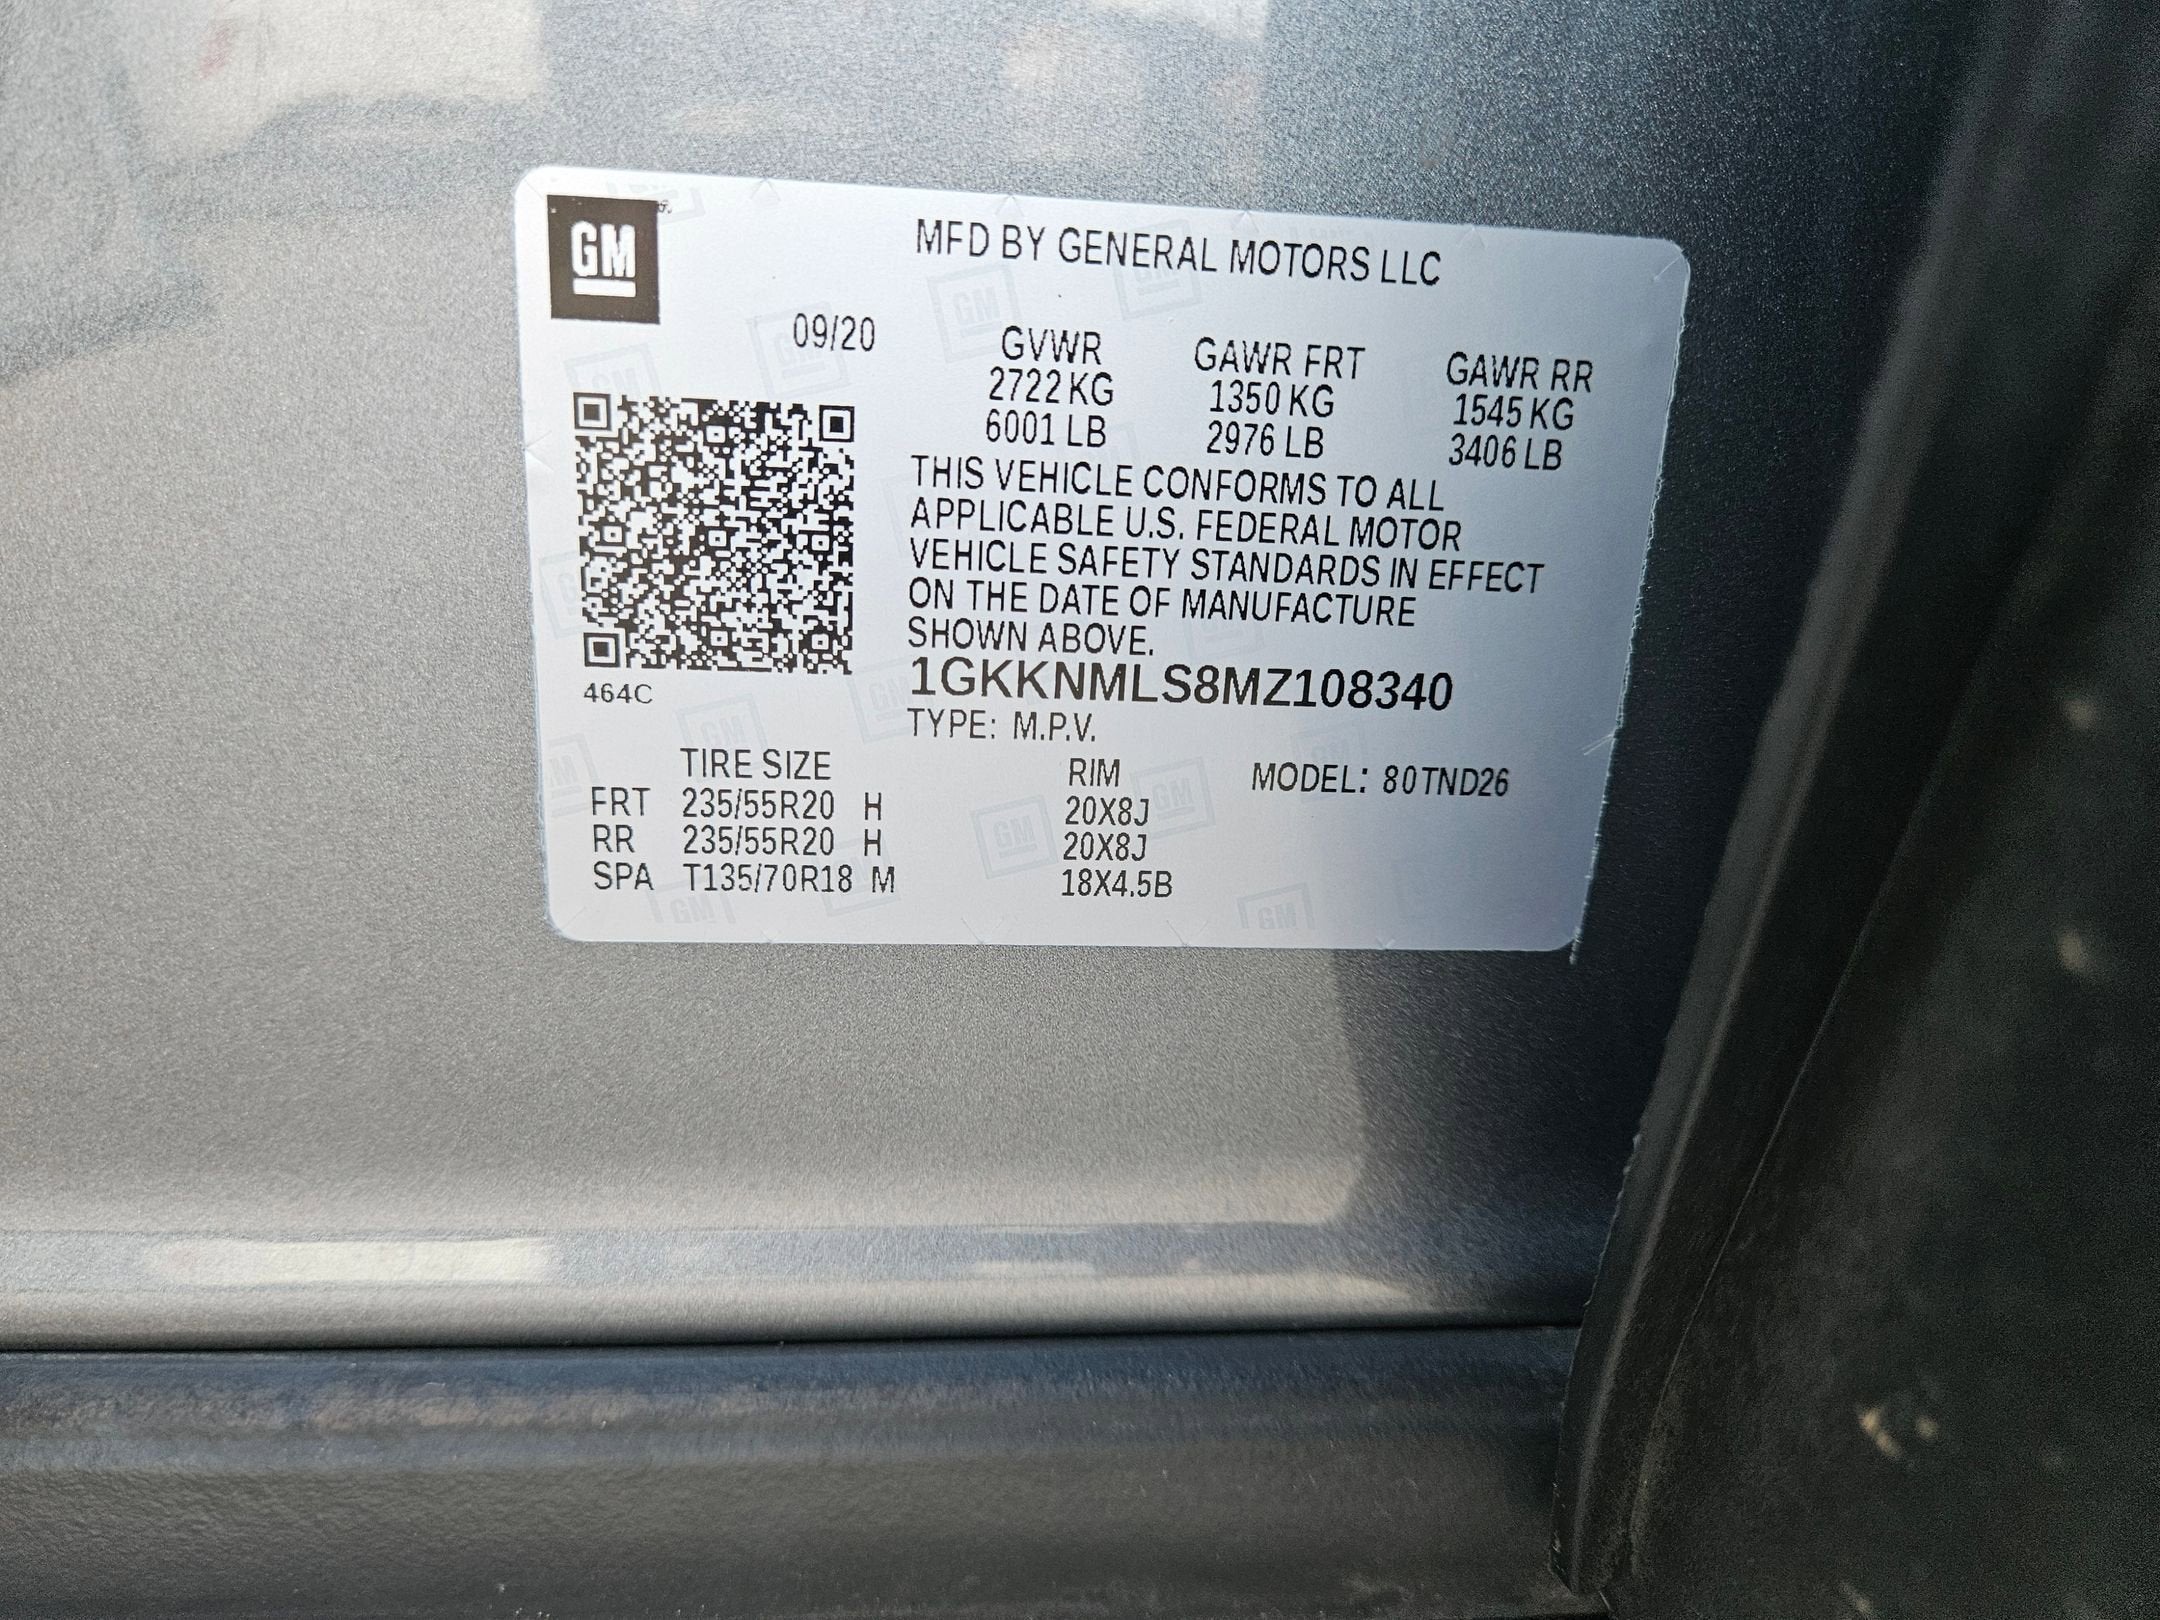 GM
MFD BY GENERAL MOTORS LLC
09/20
GVWR GAWR FRT GAWR RR
2722 KG 1350 KG 1545 KG
6001 LB 2976 LB 3406 LB
THIS VEHICLE CONFORMS TO ALL
APPLICABLE U.S. FEDERAL MOTOR
VEHICLE SAFETY STANDARDS IN EFFECT
ON THE DATE OF MANUFACTURE
SHOWN ABOVE.
1GKKNMLS8MZ108340
464C
TYPE: M.P.V.
TIRE SIZE RIM MODEL: 80TND26
FRT 235/55R20 H 20X8J
RR 235/55R20 H 20X8J
SPA T135/70R18 M 18X4.5B